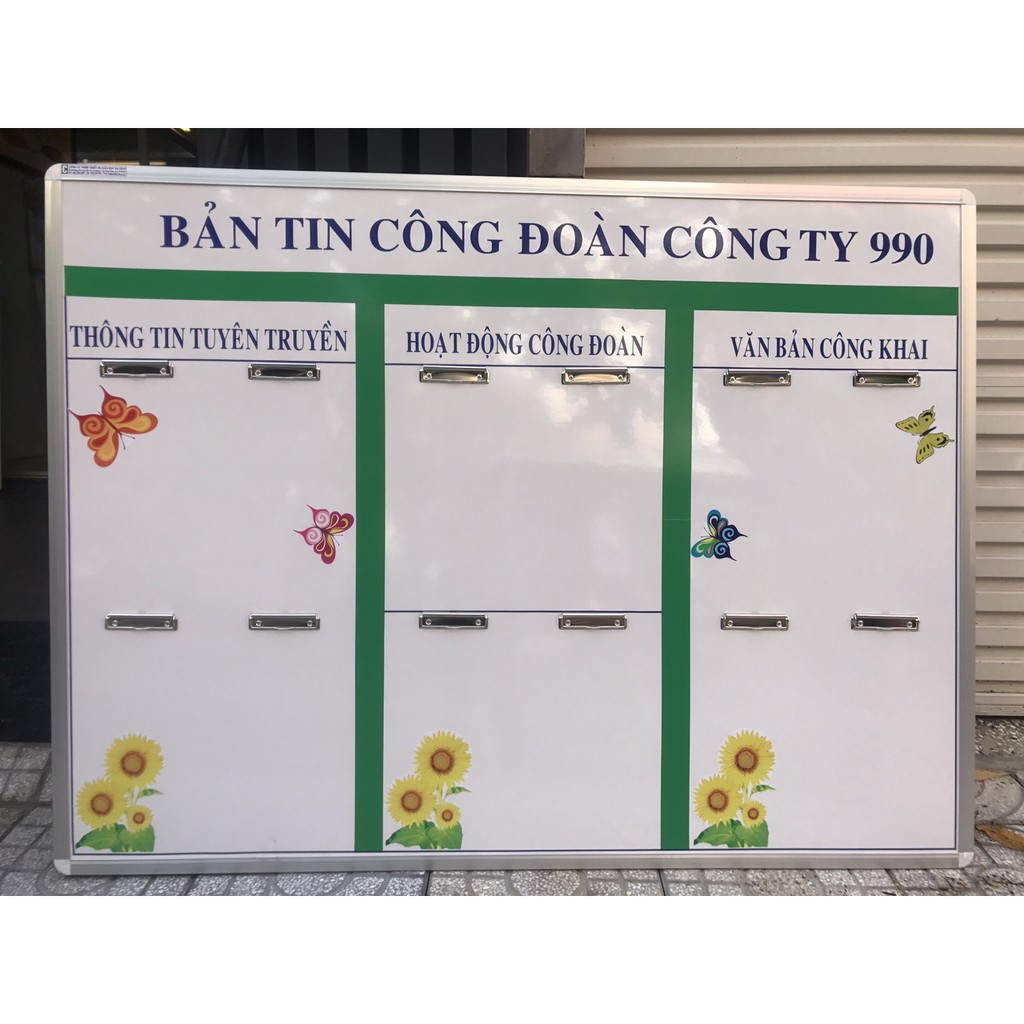 BẢN TIN CÔNG ĐOÀN CÔNG TY 990
THÔNG TIN TUYÊN TRUYỀN
HOẠT ĐỘNG CÔNG ĐOÀN
VĂN BẢN CÔNG KHAI